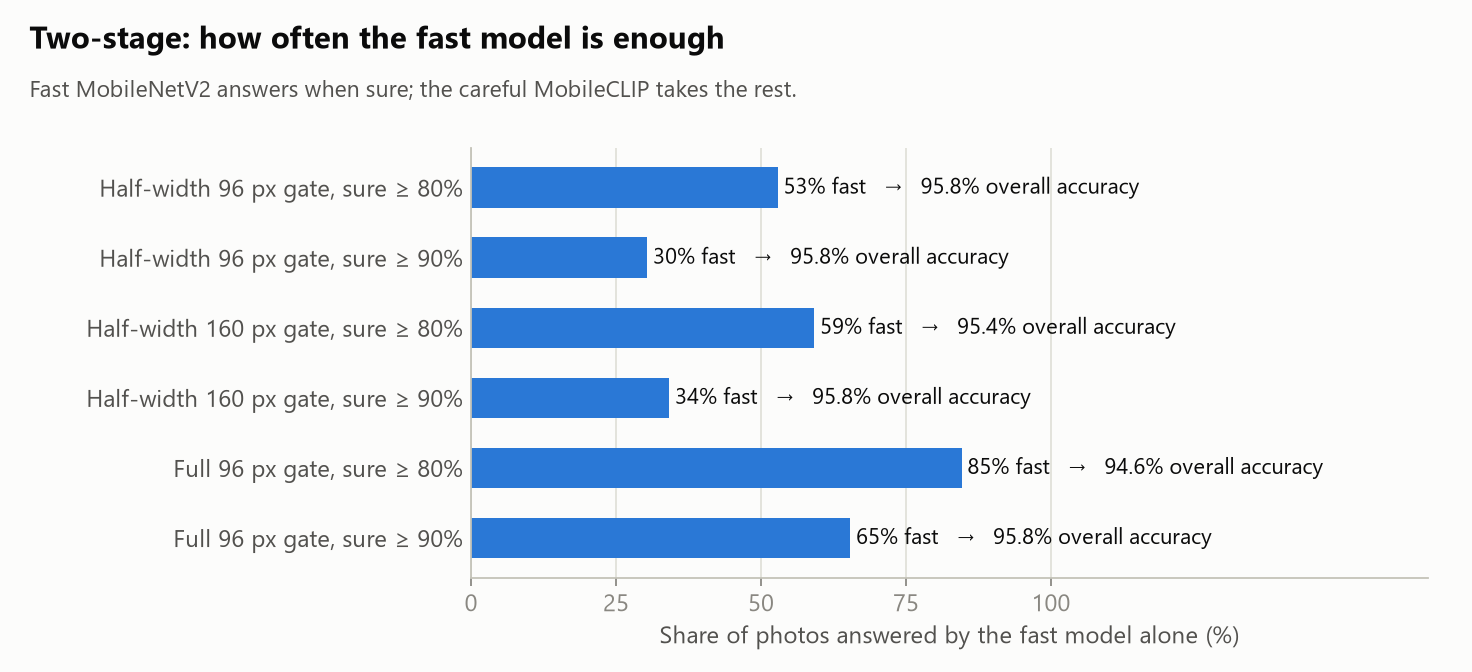 Two-stage: how often the fast model is enough
Fast MobileNetV2 answers when sure; the careful MobileCLIP takes the rest.
Half-width 96 px gate, sure ≥ 80% 53% fast → 95.8% overall accuracy
Half-width 96 px gate, sure ≥ 90% 30% fast → 95.8% overall accuracy
Half-width 160 px gate, sure ≥ 80% 59% fast → 95.4% overall accuracy
Half-width 160 px gate, sure ≥ 90% 34% fast → 95.8% overall accuracy
Full 96 px gate, sure ≥ 80% 85% fast → 94.6% overall accuracy
Full 96 px gate, sure ≥ 90% 65% fast → 95.8% overall accuracy
0 25 50 75 100
Share of photos answered by the fast model alone (%)